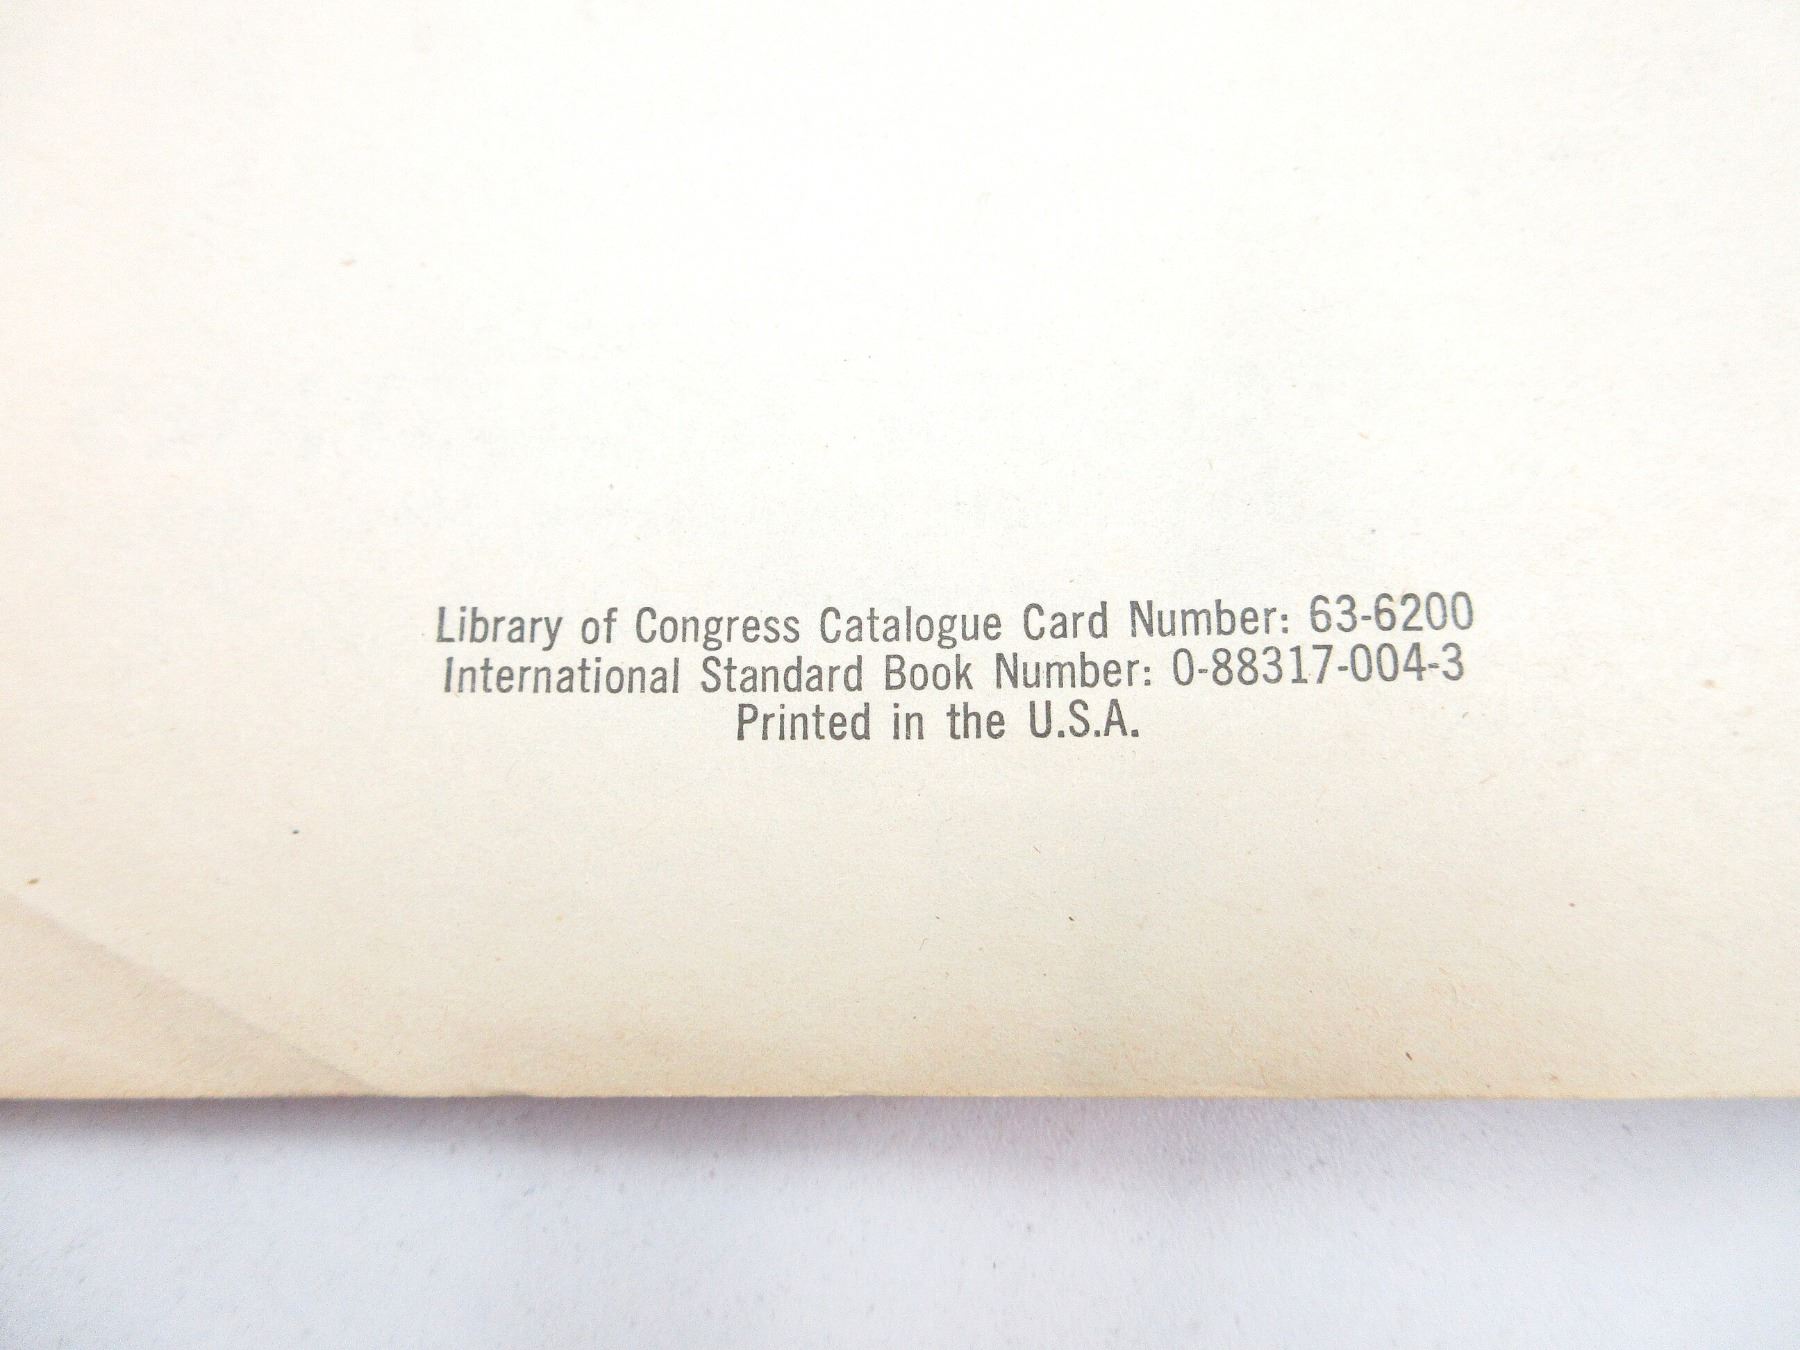 Library of Congress Catalogue Card Number: 63-6200
International Standard Book Number: 0-88317-004-3
Printed in the U.S.A.